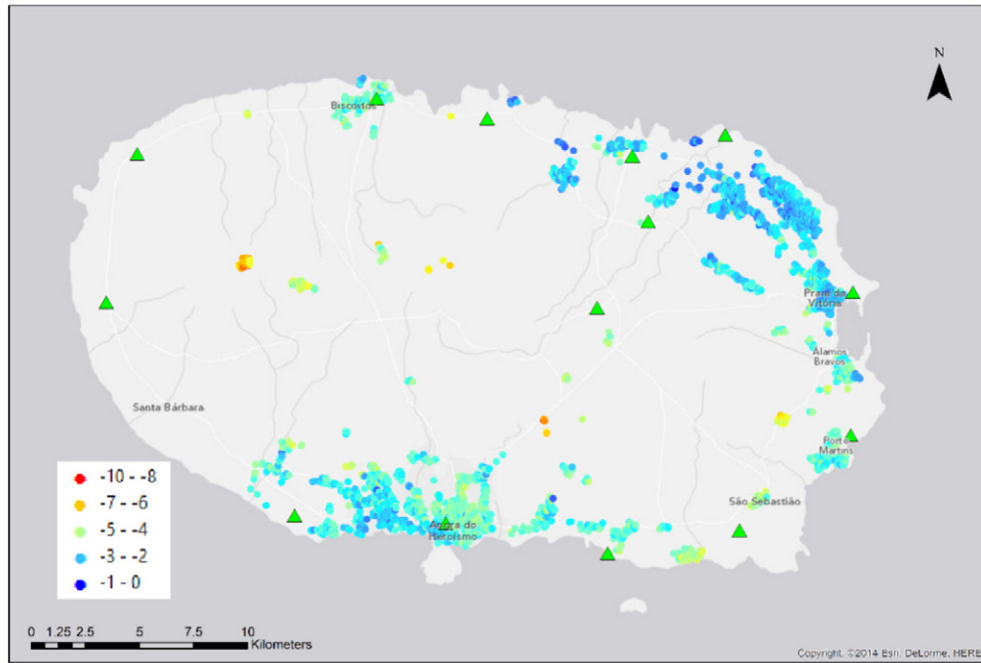 N
Biscoitos
Praia da
Vitória
Alamos
Bravos
Santa Bárbara
Porto
Martins
São Sebastião
Angra do
Heroísmo
-10 - -8
-7 - -6
-5 - -4
-3 - -2
-1 - 0
0 1.25 2.5 5 7.5 10
Kilometers
Copyright: ©2014 Esri, DeLorme, HERE